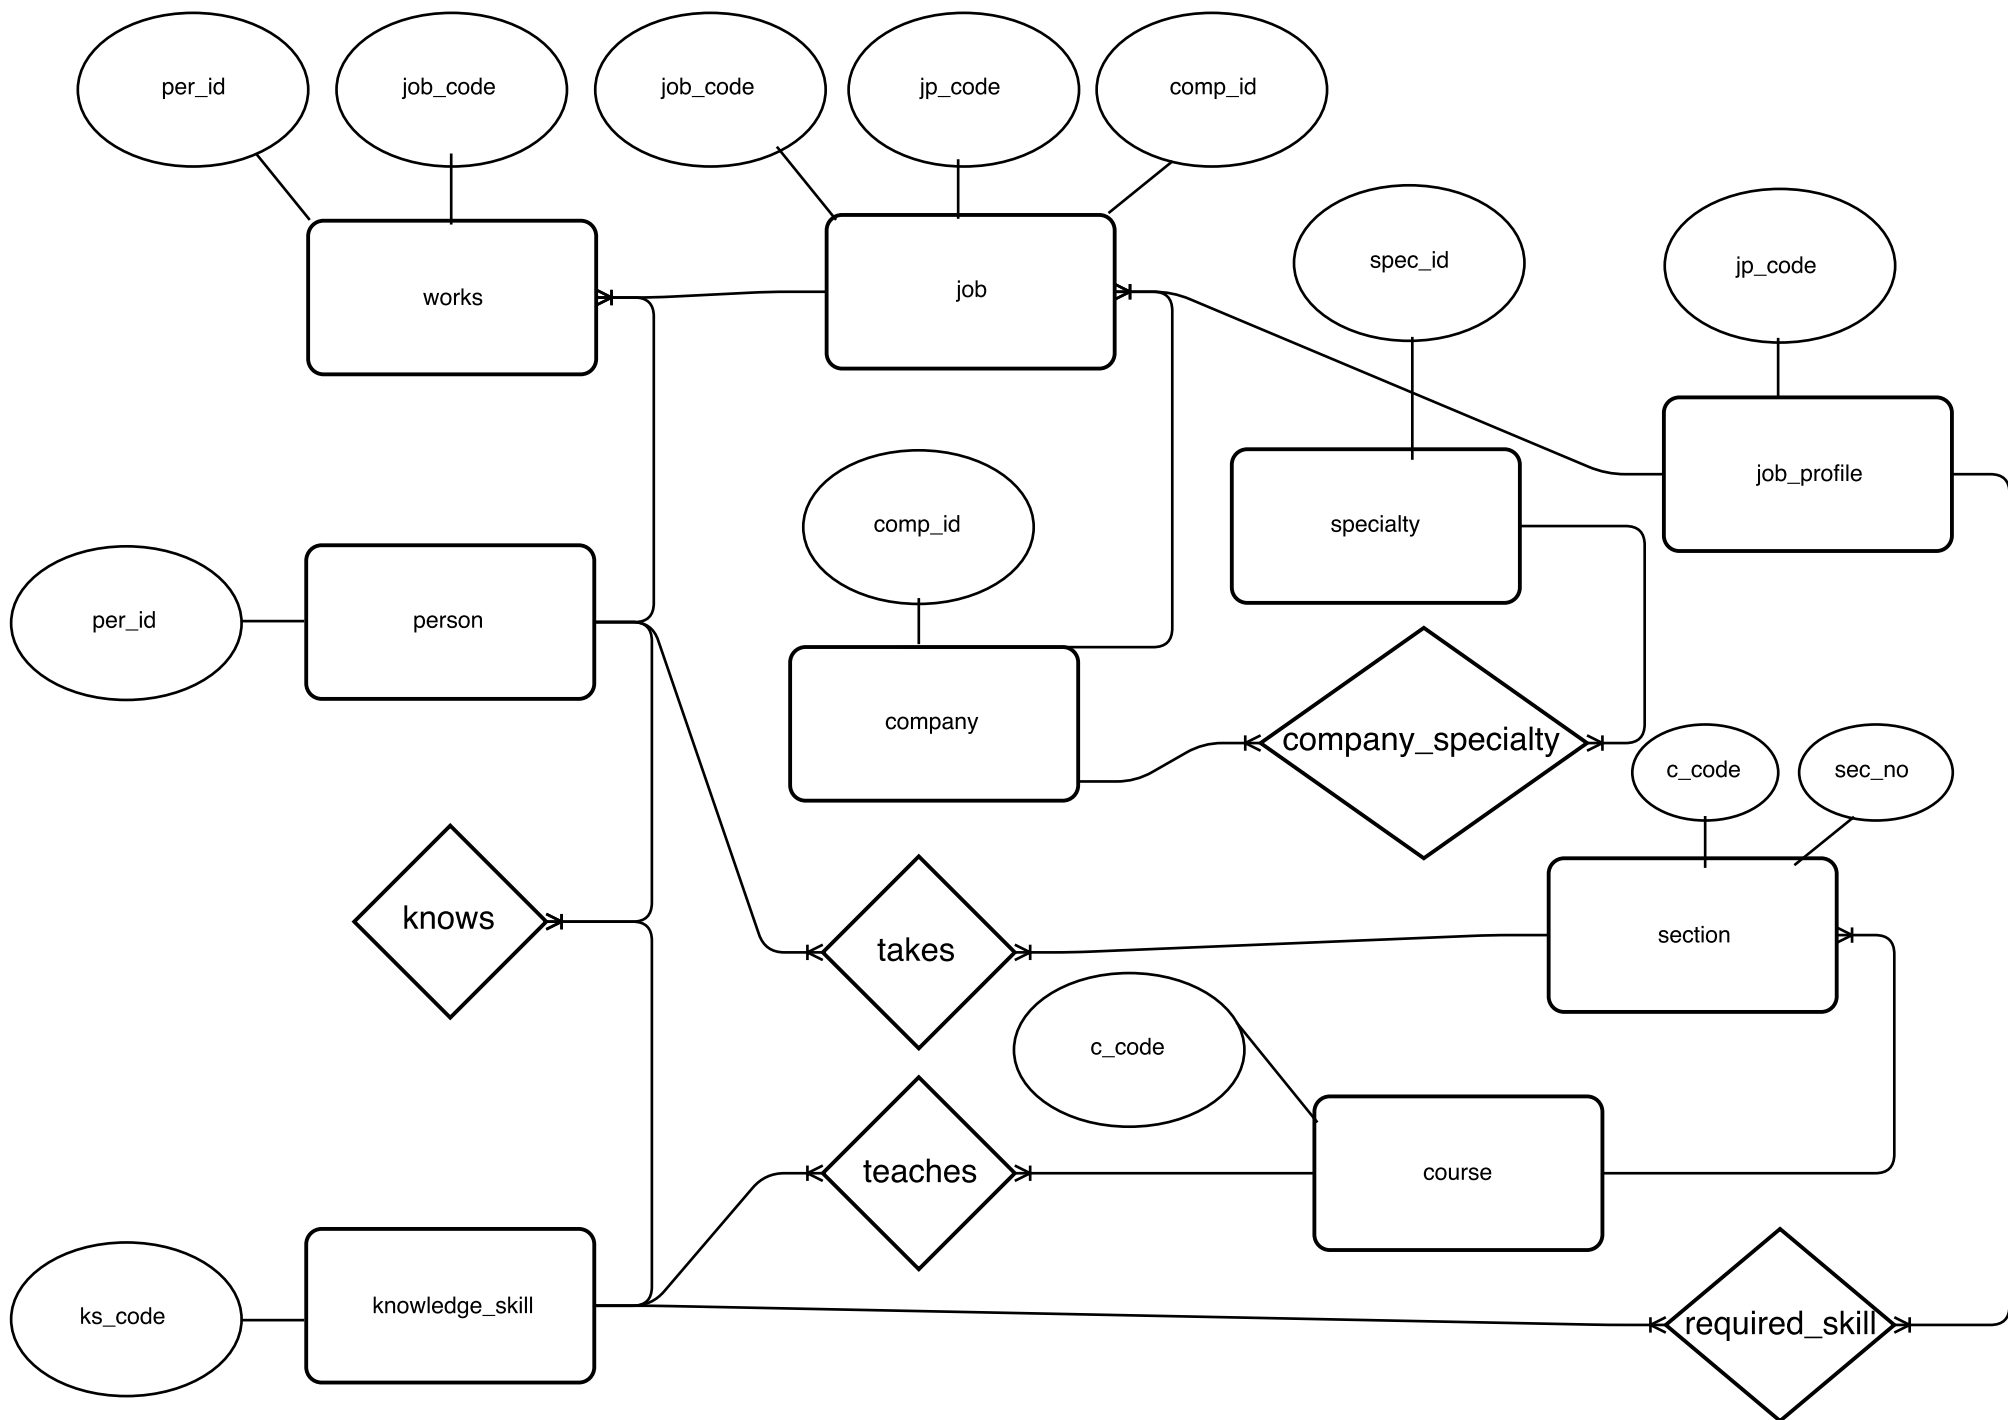 per_id
job_code
job_code
jp_code
comp_id
spec_id
jp_code
works
job
job_profile
specialty
comp_id
per_id
person
company
company_specialty
c_code
sec_no
knows
takes
section
c_code
teaches
course
ks_code
knowledge_skill
required_skill